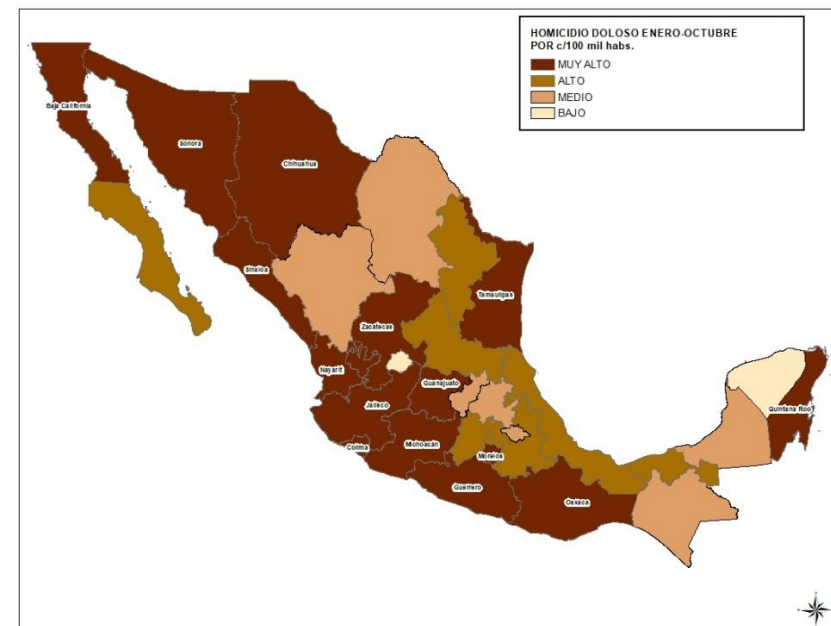 HOMICIDIO DOLOSO ENERO-OCTUBRE
POR c/100 mil habs.
MUY ALTO
ALTO
MEDIO
BAJO
Baja California
Sonora
Chihuahua
Sinaloa
Tamaulipas
Zacatecas
Nayarit
Guanajuato
Jalisco
Quintana Roo
Colima
Michoacán
Morelos
Guerrero
Oaxaca